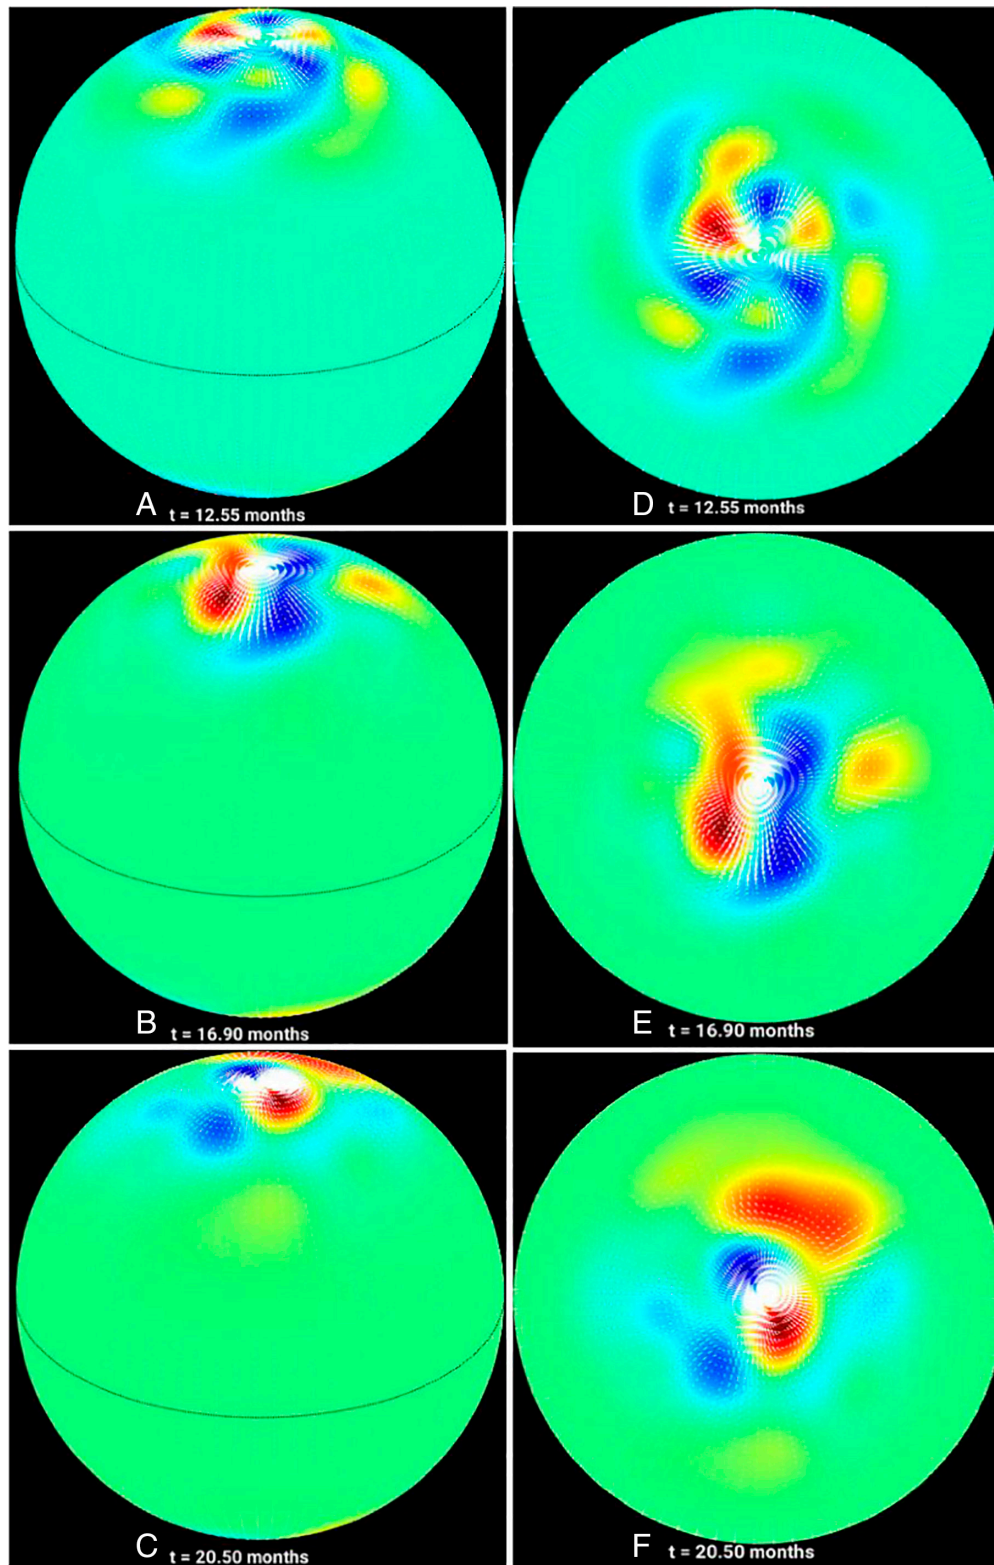 A t = 12.55 months
D t = 12.55 months
B t = 16.90 months
E t = 16.90 months
C t = 20.50 months
F t = 20.50 months